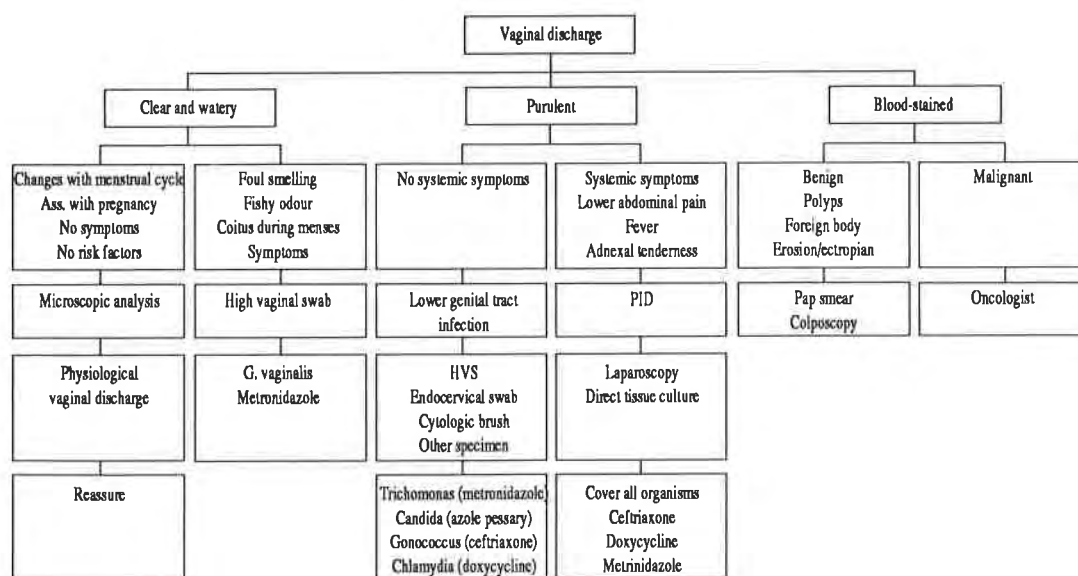 Vaginal discharge
Clear and watery
Purulent
Blood-stained
Changes with menstrual cycle
Ass. with pregnancy
No symptoms
No risk factors
Foul smelling
Fishy odour
Coitus during menses
Symptoms
No systemic symptoms
Systemic symptoms
Lower abdominal pain
Fever
Adnexal tenderness
Benign
Polyps
Foreign body
Erosion/ectropian
Malignant
Microscopic analysis
High vaginal swab
Lower genital tract
infection
PID
Pap smear
Colposcopy
Oncologist
Physiological
vaginal discharge
G. vaginalis
Metronidazole
HVS
Endocervical swab
Cytologic brush
Other specimen
Laparoscopy
Direct tissue culture
Reassure
Trichomonas (metronidazole)
Candida (azole pessary)
Gonococcus (ceftriaxone)
Chlamydia (doxycycline)
Cover all organisms
Ceftriaxone
Doxycycline
Metrinidazole